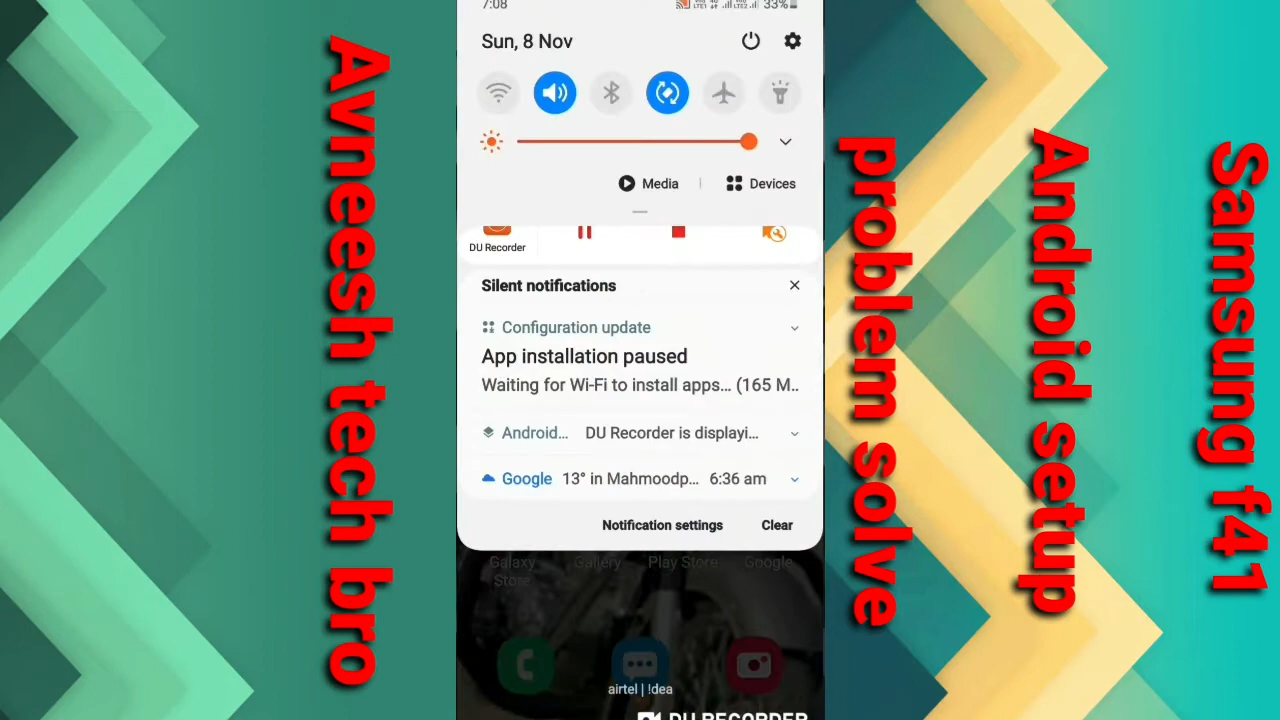 Avneesh tech bro
7:08
33%
Sun, 8 Nov
Media
Devices
DU Recorder
Silent notifications
Configuration update
App installation paused
Waiting for Wi-Fi to install apps... (165 M..
Android... DU Recorder is displayi...
Google 13° in Mahmoodp... 6:36 am
Notification settings
Clear
Galaxy Store
Gallery
Play Store
Google
airtel | !dea
DU RECORDER
Samsung f41
Android setup
problem solve